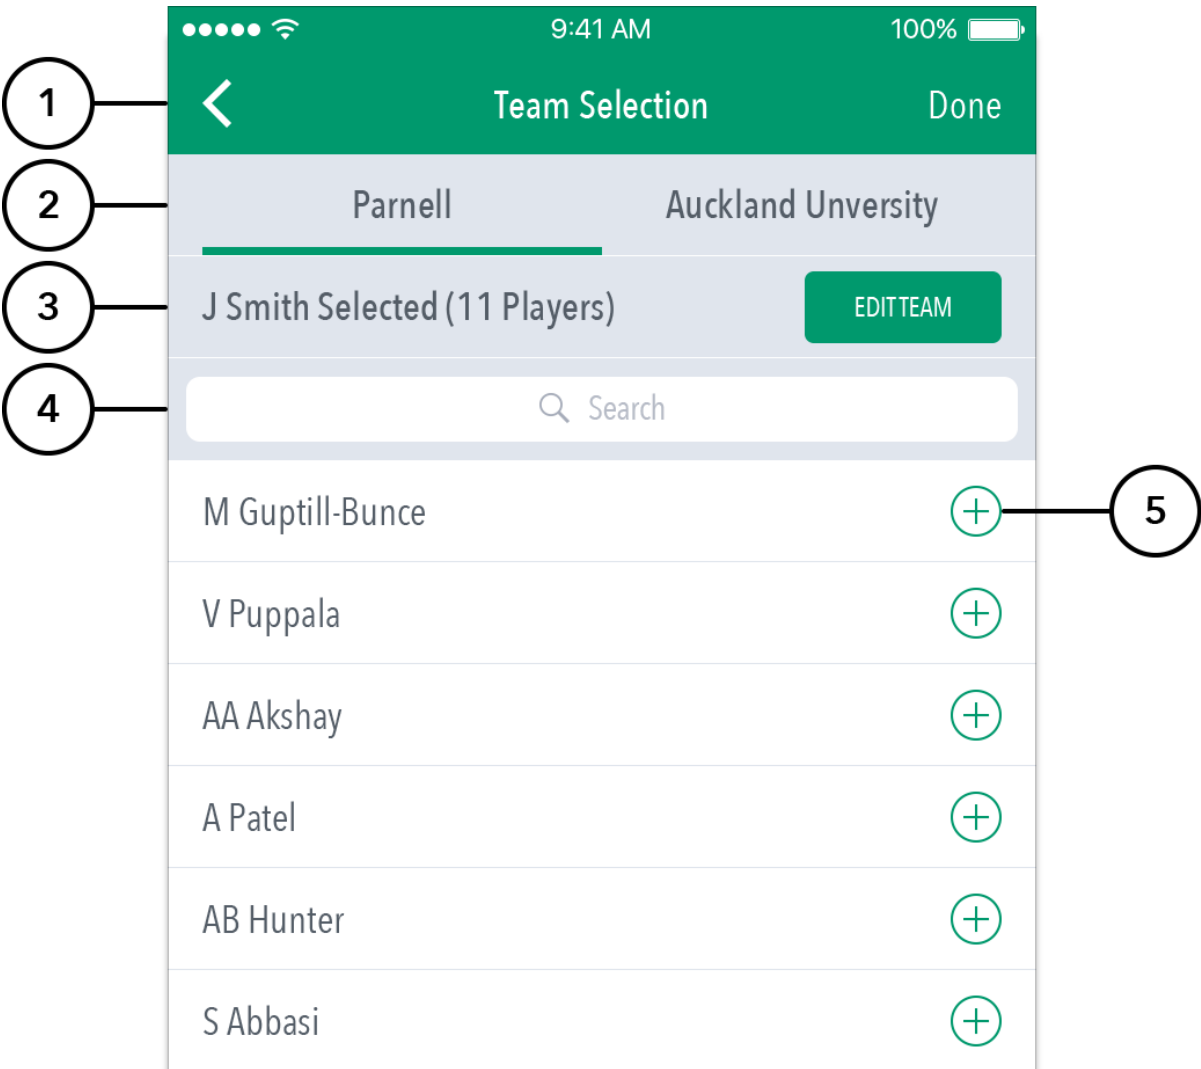 9:41 AM 100%
1 Team Selection Done
2 Parnell Auckland Unversity
3 J Smith Selected (11 Players) EDIT TEAM
4 Search
M Guptill-Bunce 5
V Puppala
AA Akshay
A Patel
AB Hunter
S Abbasi